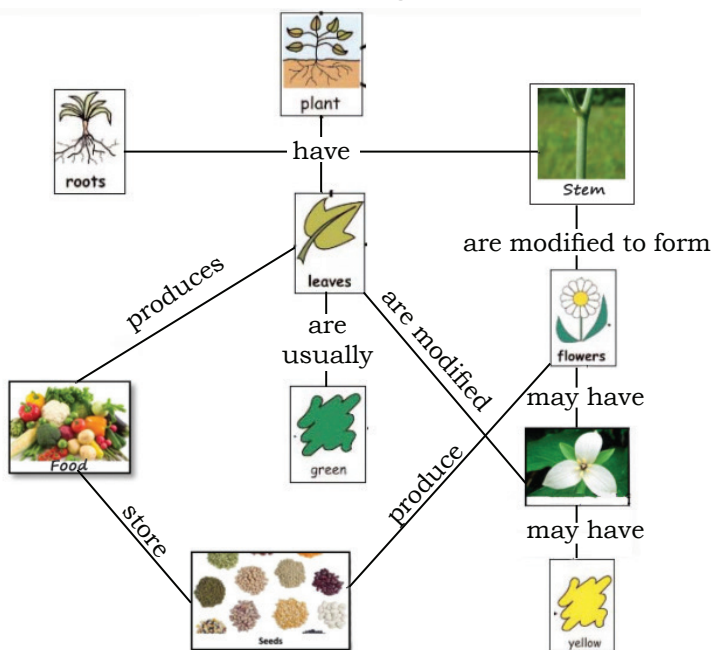 plant
have
roots
Stem
are modified to form
leaves
produces
are
usually
are modified
flowers
may have
Food
green
produce
store
may have
Seeds
yellow